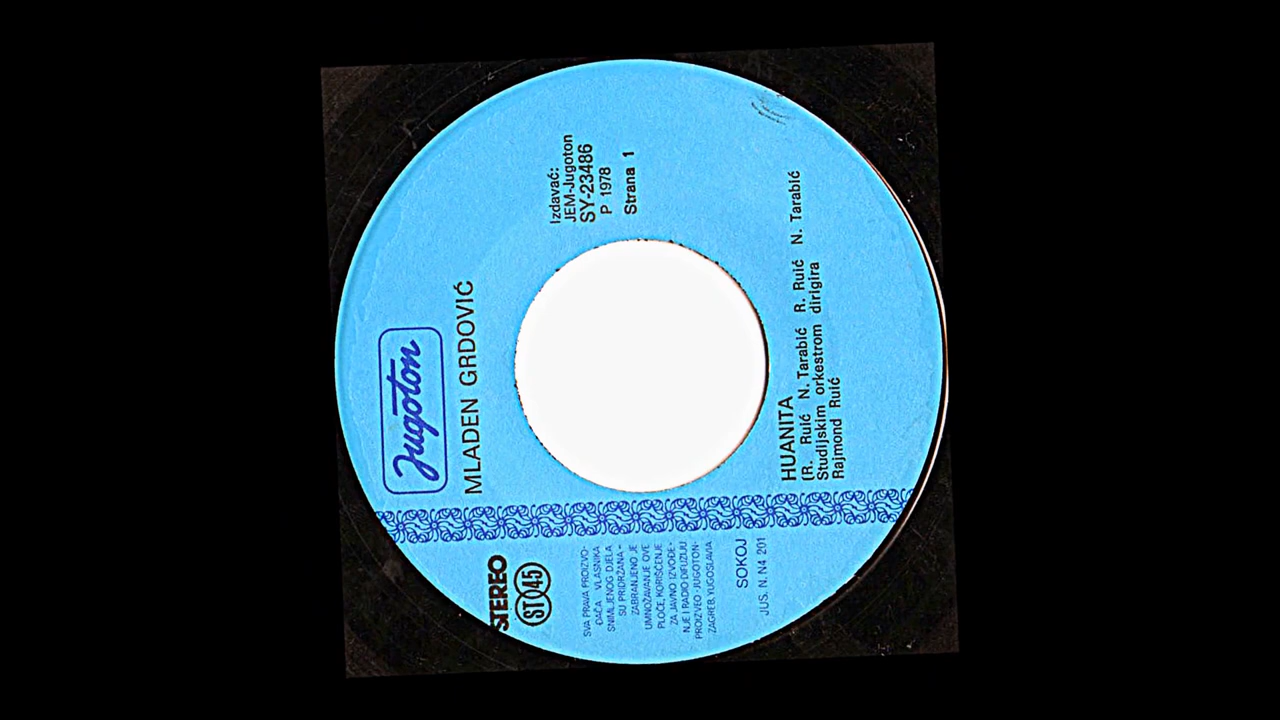 Jugoton
MLADEN GRDOVIĆ
Izdavać:
JEM-Jugoton
SY-23486
P 1978
Strana 1
HUANITA
(R. Ruić N. Tarabić R. Ruić N. Tarabić
Studijskim orkestrom dirigira
Rajmond Ruić
STEREO
ST 45
SVA PRAVA PROIZVO-
ĐAČA VLASNIKA
SNIMLJENOG DJELA
SU PRIDRŽANA -
ZABRANJENO JE
UMNOŽAVANJE OVE
PLOČE, KORIŠĆENJE
ZA JAVNO IZVOĐE-
NJE I RADIO DIFUZIJU
PROIZVEO · JUGOTON ·
ZAGREB, YUGOSLAVIA
SOKOJ
JUS. N. N4 201